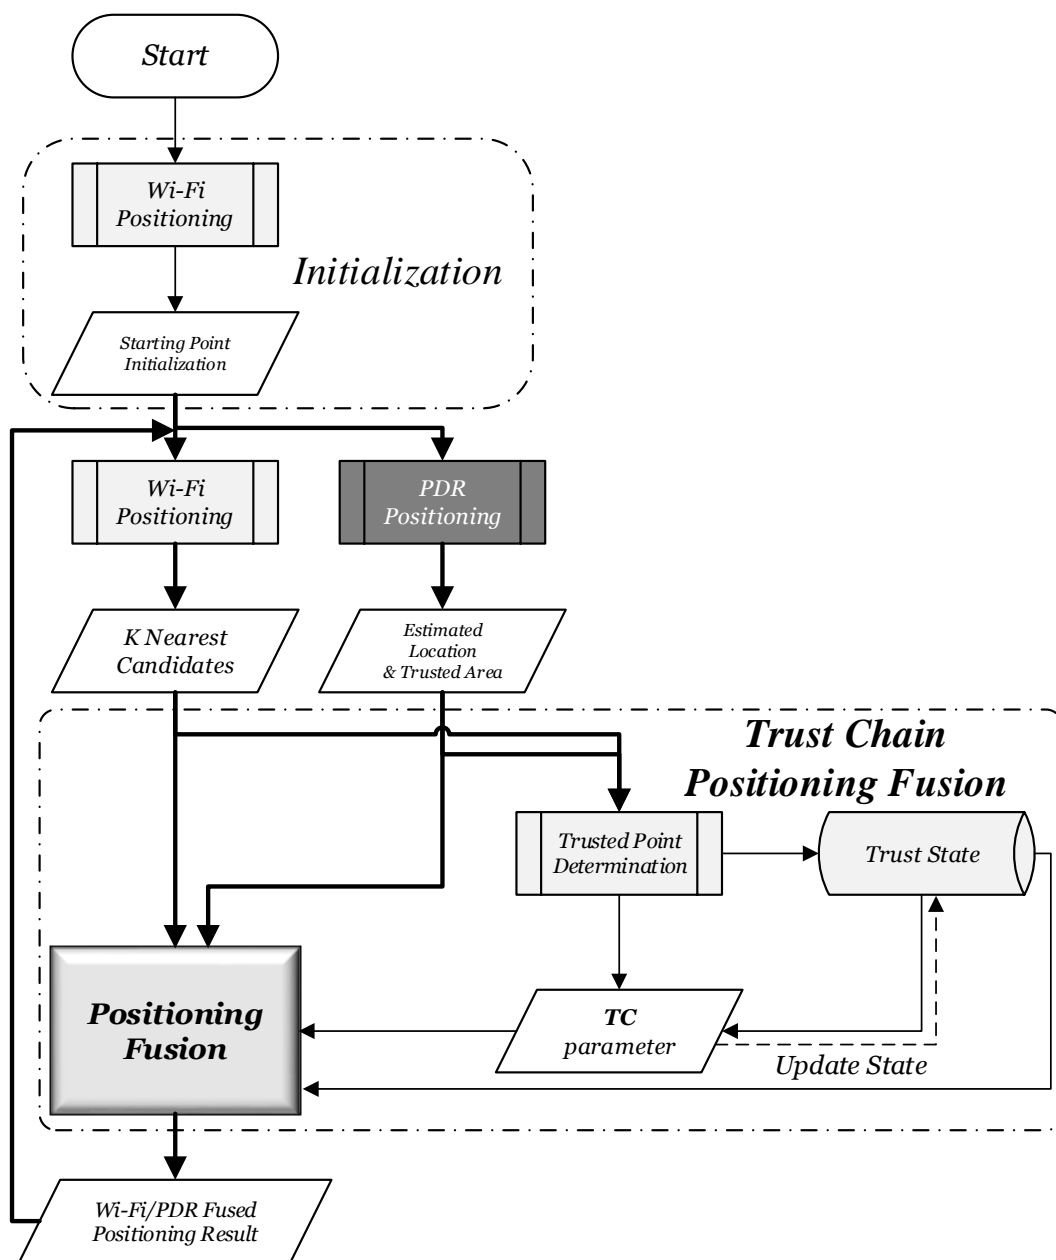 Start
Wi-Fi
Positioning
Initialization
Starting Point
Initialization
Wi-Fi
Positioning
PDR
Positioning
K Nearest
Candidates
Estimated
Location
& Trusted Area
Trust Chain
Positioning Fusion
Trusted Point
Determination
Trust State
Positioning
Fusion
TC
parameter
Update State
Wi-Fi/PDR Fused
Positioning Result